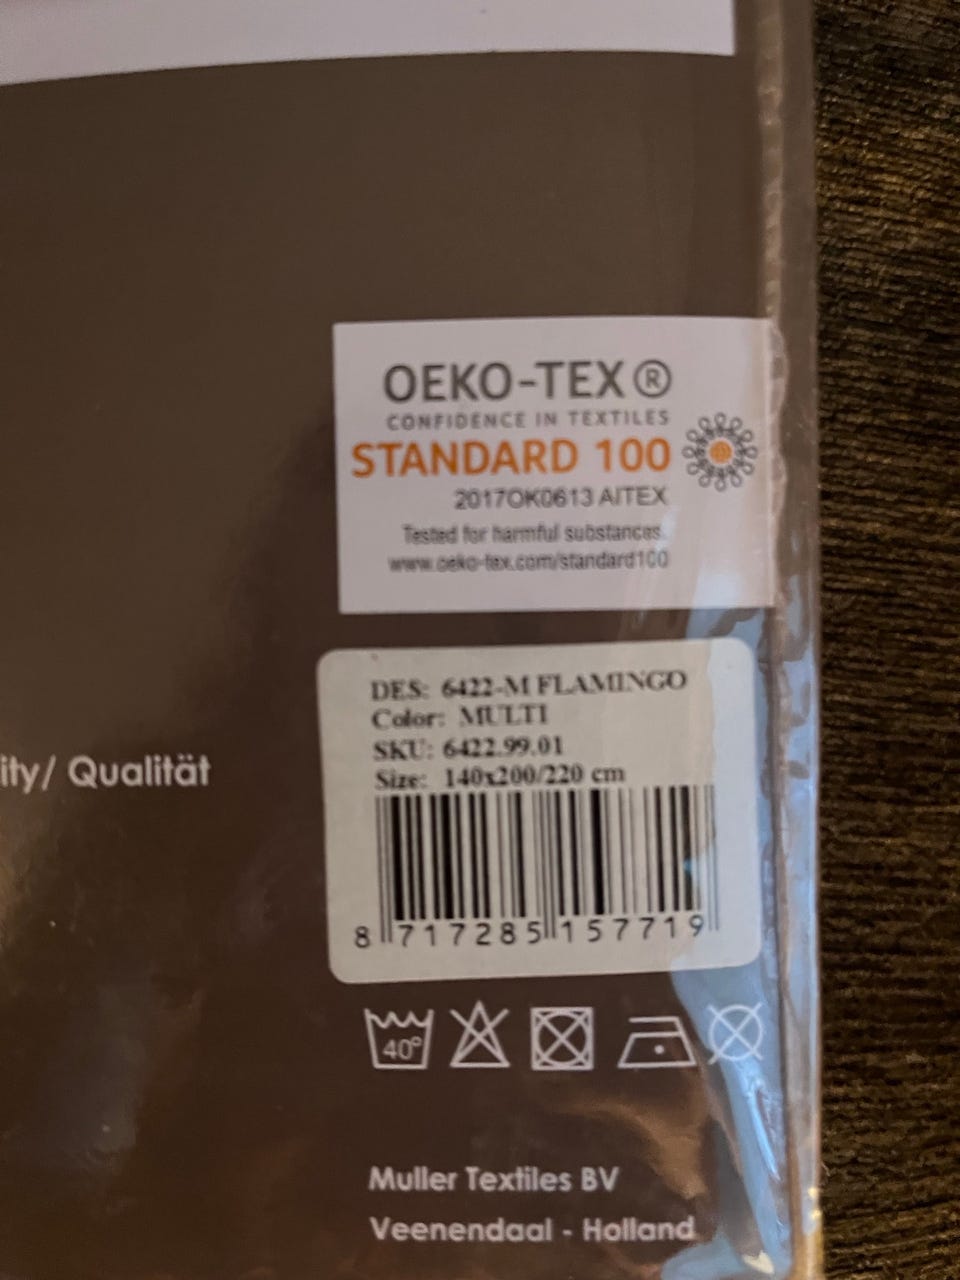 OEKO-TEX®
CONFIDENCE IN TEXTILES
STANDARD 100
2017OK0613 AITEX
Tested for harmful substances.
www.oeko-tex.com/standard100
DES: 6422-M FLAMINGO
Color: MULTI
SKU: 6422.99.01
Size: 140x200/220 cm
ity/ Qualität
8 717285 157719
40°
Muller Textiles BV
Veenendaal - Holland